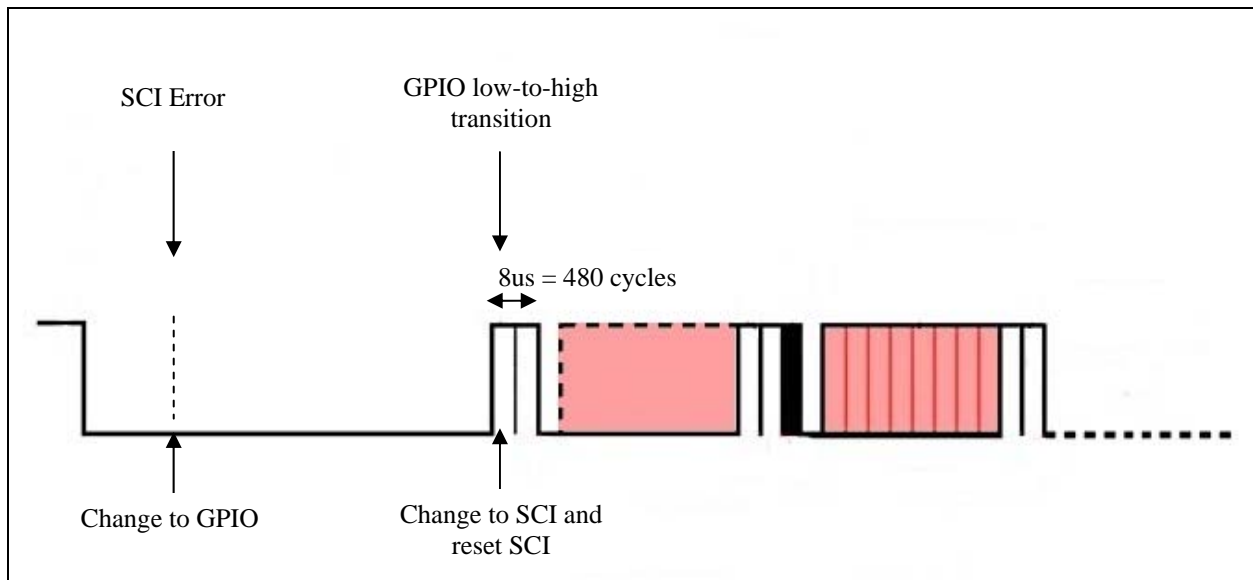 SCI Error
GPIO low-to-high
transition
8us = 480 cycles
Change to GPIO
Change to SCI and
reset SCI